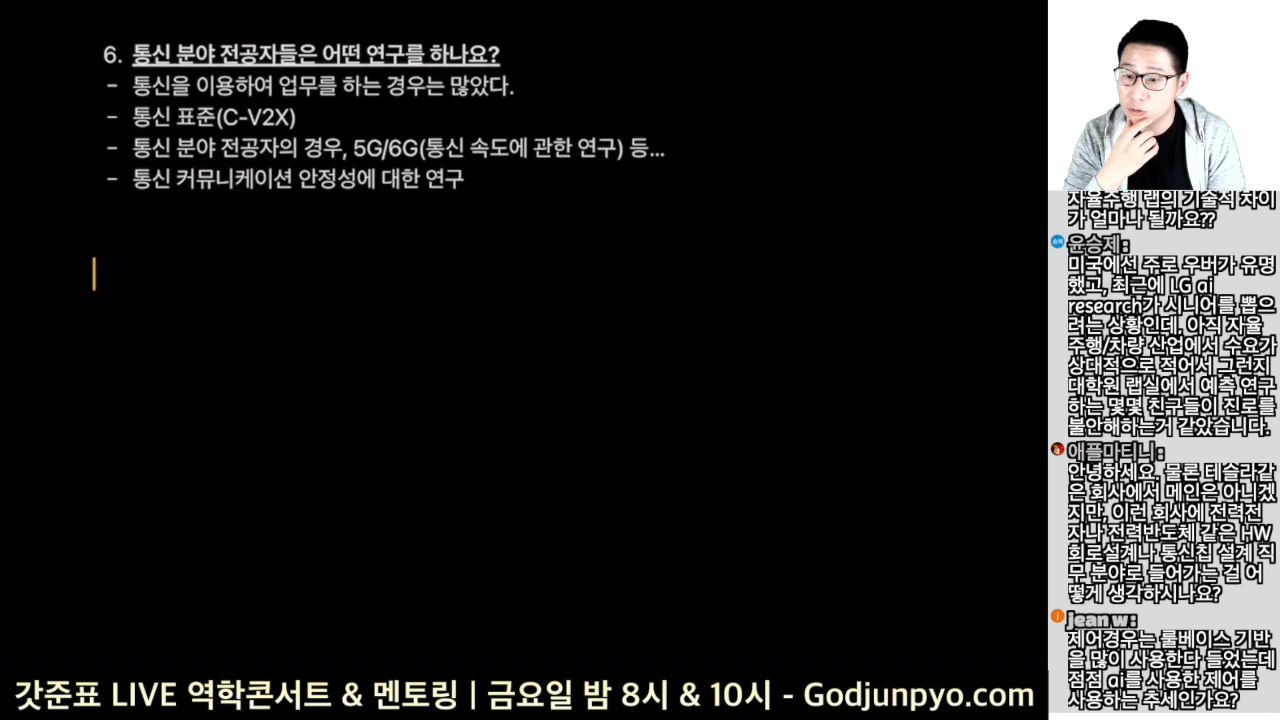 6. 통신 분야 전공자들은 어떤 연구를 하나요?
- 통신을 이용하여 업무를 하는 경우는 많았다.
- 통신 표준(C-V2X)
- 통신 분야 전공자의 경우, 5G/6G(통신 속도에 관한 연구) 등...
- 통신 커뮤니케이션 안정성에 대한 연구
자율주행 랩의 기술적 차이
가 얼마나 될까요??
윤승제:
미국에선 주로 우버가 유명
했고, 최근에 LG ai
research가 시니어를 뽑으
려는 상황인데, 아직 자율
주행/차량 산업에서 수요가
상대적으로 적어서 그런지
대학원 랩실에서 예측 연구
하는 몇몇 친구들이 진로를
불안해하는거 같았습니다.
애플마티니:
안녕하세요. 물론 테슬라같
은 회사에서 메인은 아니겠
지만, 이런 회사에 전력전
자나 전력반도체 같은 HW
회로설계나 통신칩 설계 직
무 분야로 들어가는 걸 어
떻게 생각하시나요?
jean w:
제어경우는 룰베이스 기반
을 많이 사용한다 들었는데
점점 ai를 사용한 제어를
사용하는 추세인가요?
갓준표 LIVE 역학콘서트 & 멘토링 | 금요일 밤 8시 & 10시 - Godjunpyo.com